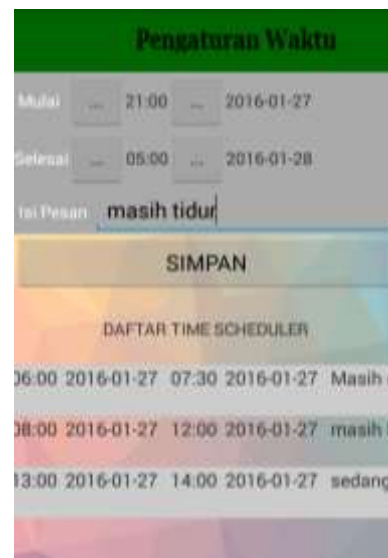 Pengaturan Waktu
Mulai ... 21:00 ... 2016-01-27
Selesai ... 05:00 ... 2016-01-28
Isi Pesan masih tidur
SIMPAN
DAFTAR TIME SCHEDULER
06:00 2016-01-27 07:30 2016-01-27 Masih
08:00 2016-01-27 12:00 2016-01-27 masih
13:00 2016-01-27 14:00 2016-01-27 sedang